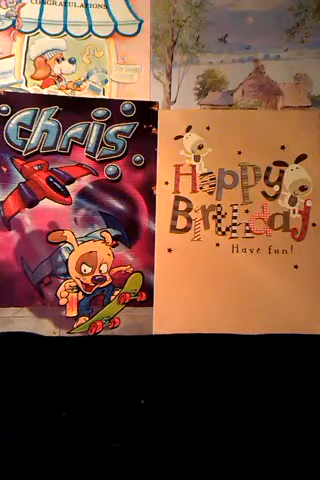 CONGRATULATIONS
Chris
Happy
Birthday
Have fun!